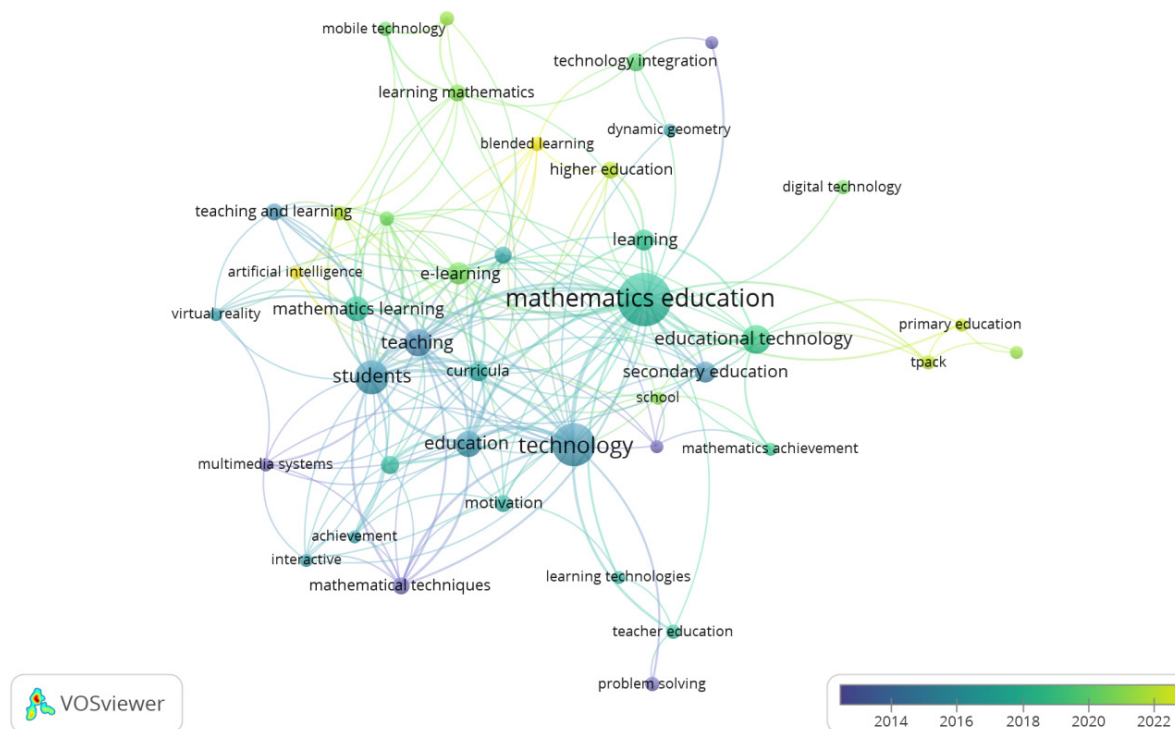 mobile technology
technology integration
learning mathematics
dynamic geometry
blended learning
higher education
digital technology
teaching and learning
learning
artificial intelligence
e-learning
mathematics education
virtual reality
mathematics learning
primary education
teaching
educational technology
tpack
students
curricula
secondary education
school
education
technology
mathematics achievement
multimedia systems
motivation
achievement
interactive
mathematical techniques
learning technologies
teacher education
problem solving
VOSviewer
2014 2016 2018 2020 2022